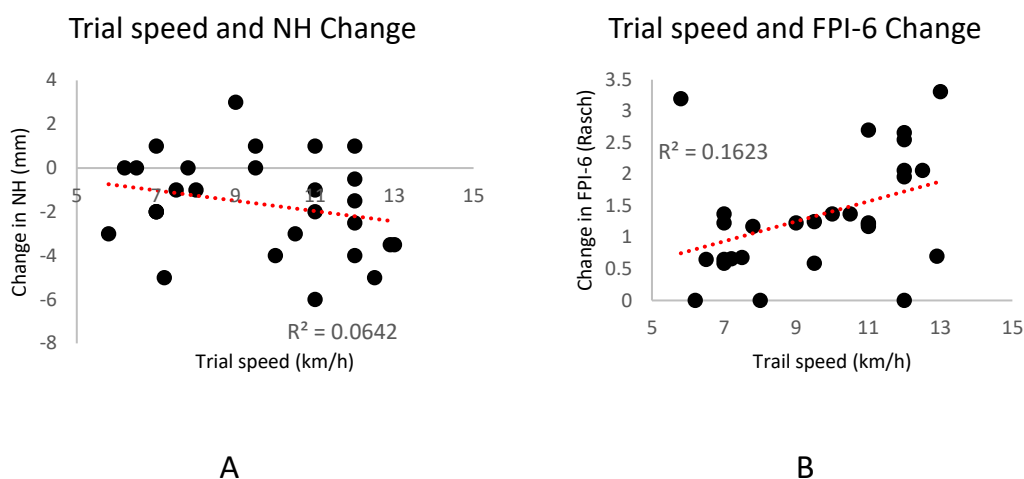 Trial speed and NH Change
4
2
0
-2
-4
-6
-8
5
7
9
11
13
15
Change in NH (mm)
R² = 0.0642
Trial speed (km/h)
A
Trial speed and FPI-6 Change
3.5
3
2.5
2
1.5
1
0.5
0
5
7
9
11
13
15
Change in FPI-6 (Rasch)
R² = 0.1623
Trail speed (km/h)
B